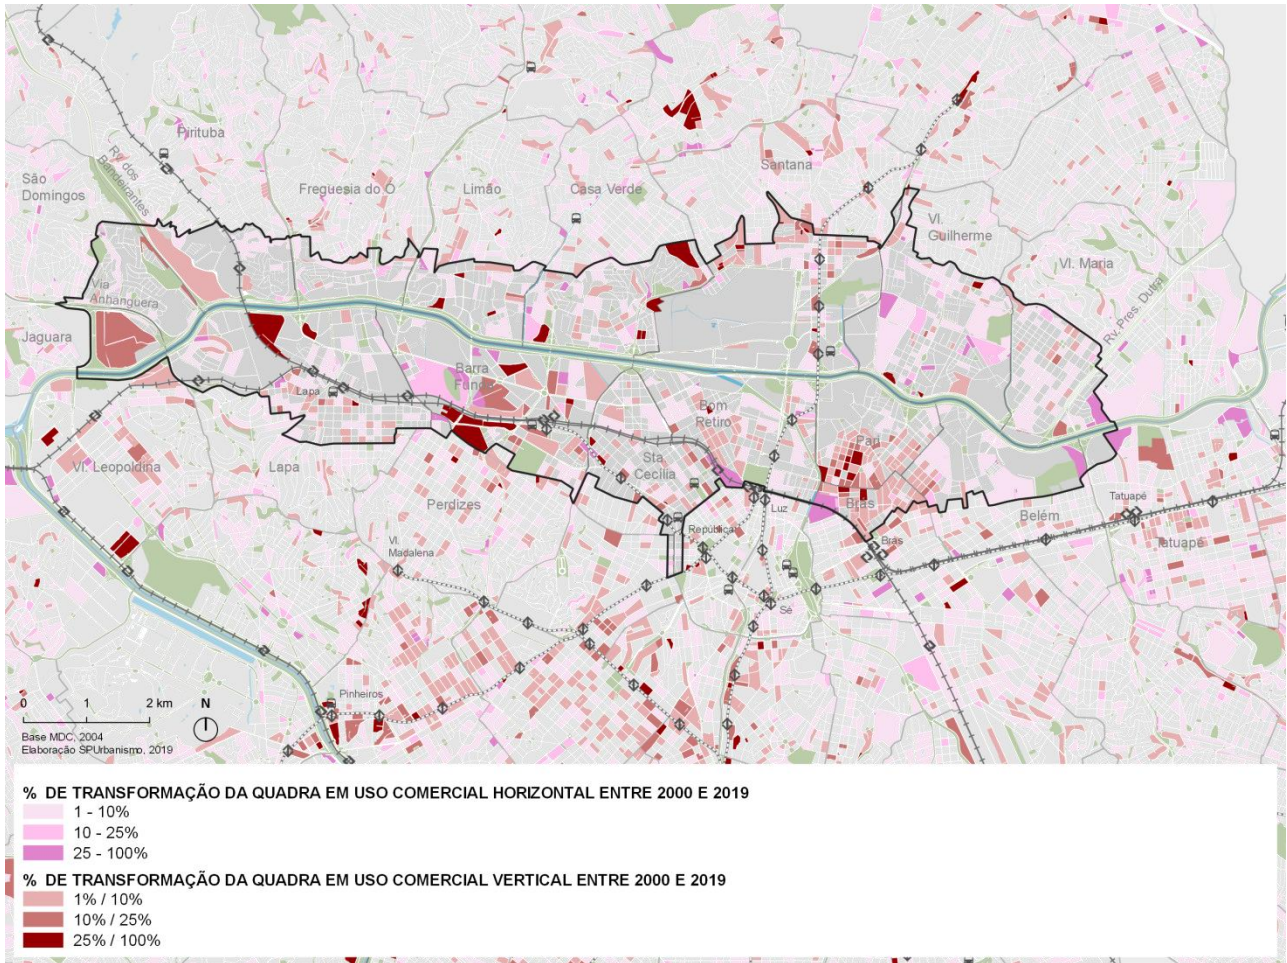 Pirituba
São
Domingos
Rv. dos
Bandeirantes
Freguesia do Ó
Limão
Casa Verde
Santana
Vl.
Guilherme
Vl. Maria
Rv. Pres. Dutra
Via
Anhanguera
Jaguara
Lapa
Barra
Funda
Bom
Retiro
Pari
Sta
Cecília
Vl. Leopoldina
Lapa
Perdizes
Brás
Belém
Tatuapé
Tatuapé
República
Luz
Brás
Vl.
Madalena
Sé
Pinheiros
0 1 2 km
N
Base MDC, 2004
Elaboração SPUrbanismo, 2019
% DE TRANSFORMAÇÃO DA QUADRA EM USO COMERCIAL HORIZONTAL ENTRE 2000 E 2019
1 - 10%
10 - 25%
25 - 100%
% DE TRANSFORMAÇÃO DA QUADRA EM USO COMERCIAL VERTICAL ENTRE 2000 E 2019
1% / 10%
10% / 25%
25% / 100%